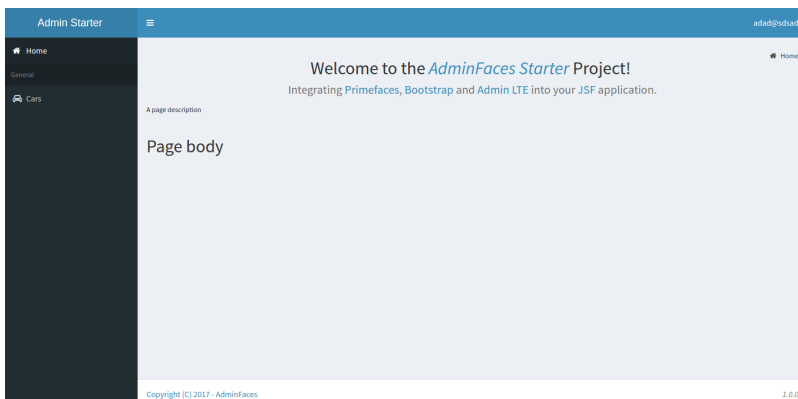 Admin Starter
adad@sdsad
Home
General
Cars
Home
Welcome to the AdminFaces Starter Project!
Integrating Primefaces, Bootstrap and Admin LTE into your JSF application.
A page description
Page body
Copyright (C) 2017 - AdminFaces
1.0.0